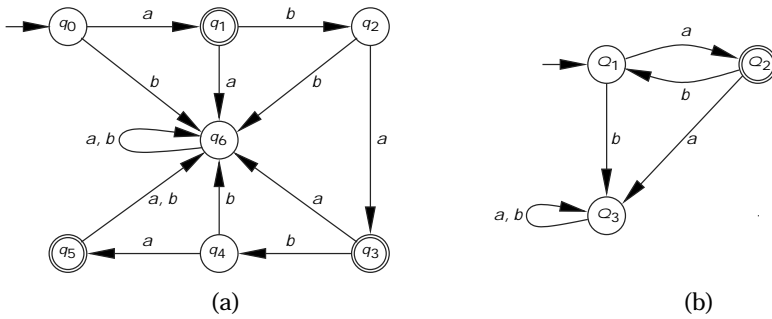 q0 a q1 b q2
b a b
a, b q6 a
a, b b a
q5 a q4 b q3
(a)
a
Q1 Q2
b
b a
a, b Q3
(b)